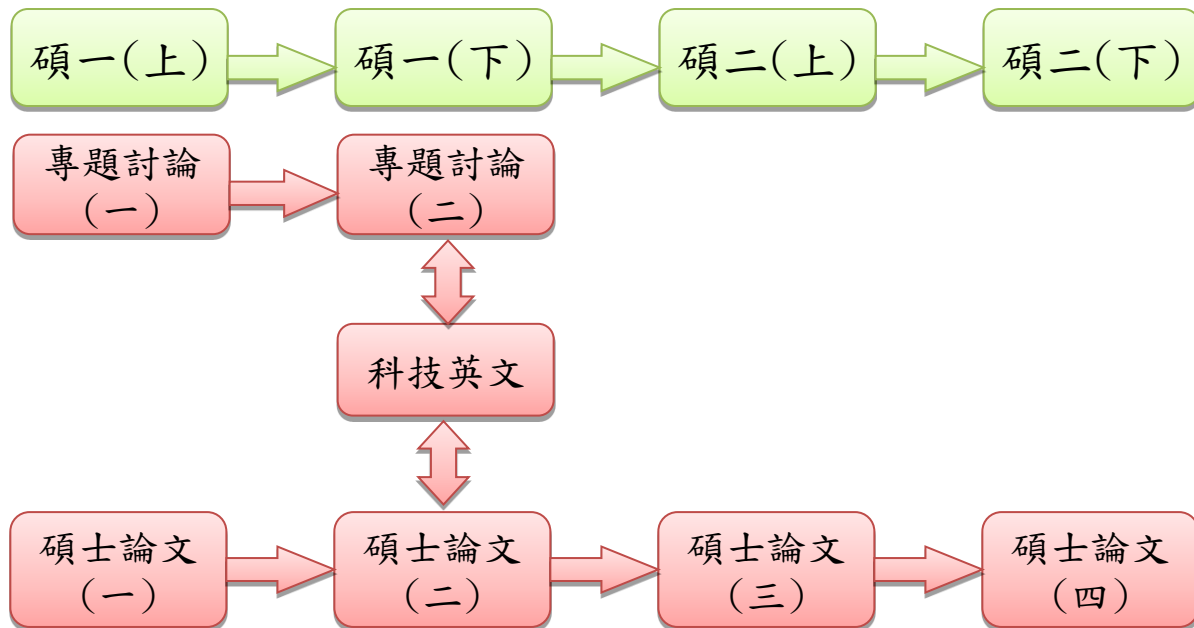 碩一(上)
碩一(下)
碩二(上)
碩二(下)
專題討論
(一)
專題討論
(二)
科技英文
碩士論文
(一)
碩士論文
(二)
碩士論文
(三)
碩士論文
(四)